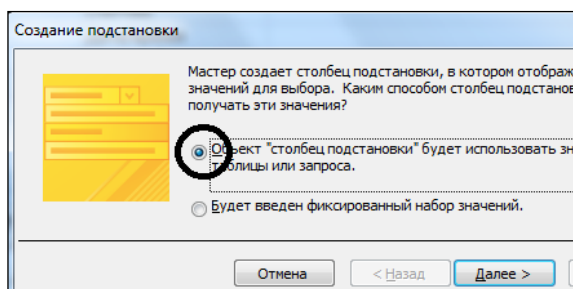 Создание подстановки
Мастер создает столбец подстановки, в котором отображ
значений для выбора. Каким способом столбец подстанов
получать эти значения?
Объект "столбец подстановки" будет использовать зн
таблицы или запроса.
Будет введен фиксированный набор значений.
Отмена
< Назад
Далее >